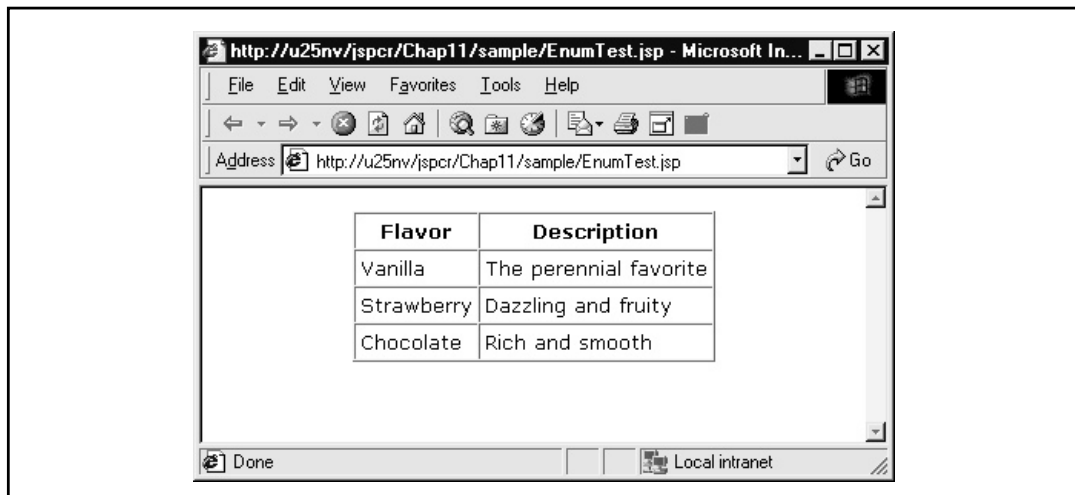 http://u25nv/jspcr/Chap11/sample/EnumTest.jsp - Microsoft In...
File Edit View Favorites Tools Help
Address http://u25nv/jspcr/Chap11/sample/EnumTest.jsp Go
Flavor Description
Vanilla The perennial favorite
Strawberry Dazzling and fruity
Chocolate Rich and smooth
Done Local intranet